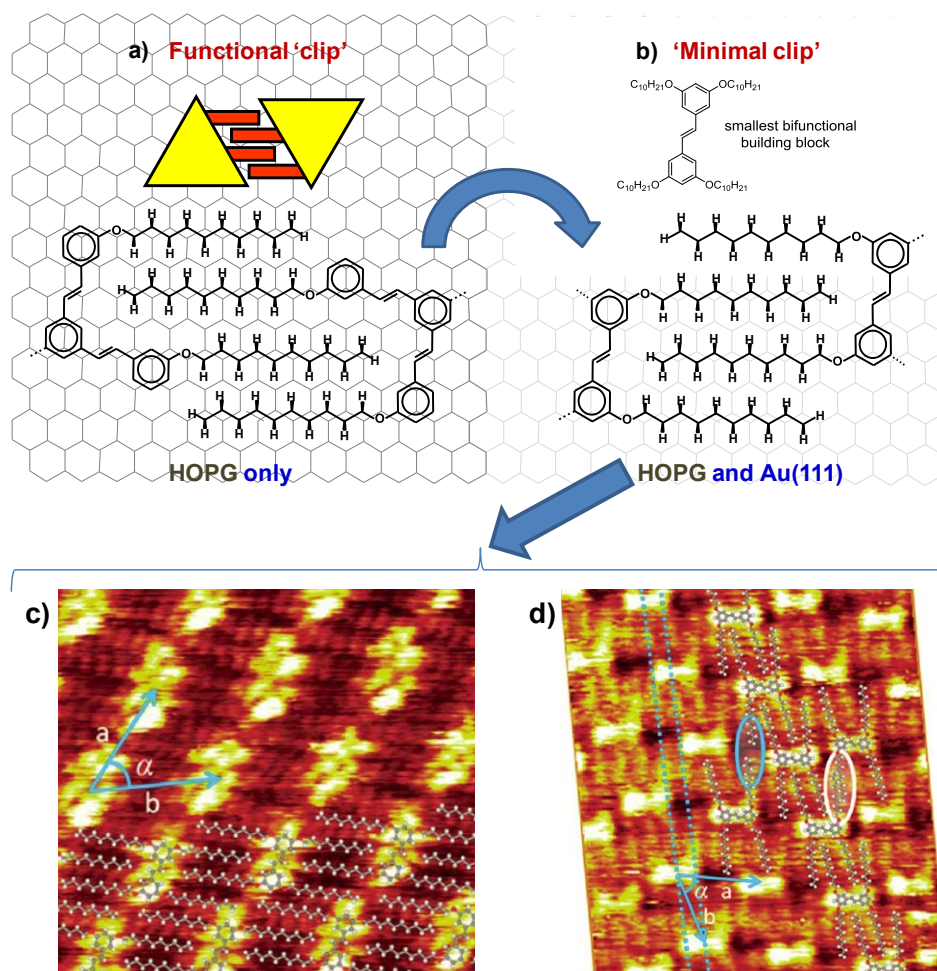 a) Functional 'clip'
b) 'Minimal clip'
C10H21O OC10H21
smallest bifunctional
building block
C10H21O OC10H21
H H H H H
O H
H H H H H
H H H H H
H O
H H H H H
H H H H H
O H
H H H H H
H H H H H
H O
H H H H H
HOPG only
H H H H H
H O
H H H H H
H H H H H
O H
H H H H H
H H H H H
H O
H H H H H
H H H H H
O H
H H H H H
HOPG and Au(111)
c)
a
α
b
d)
α
a
b